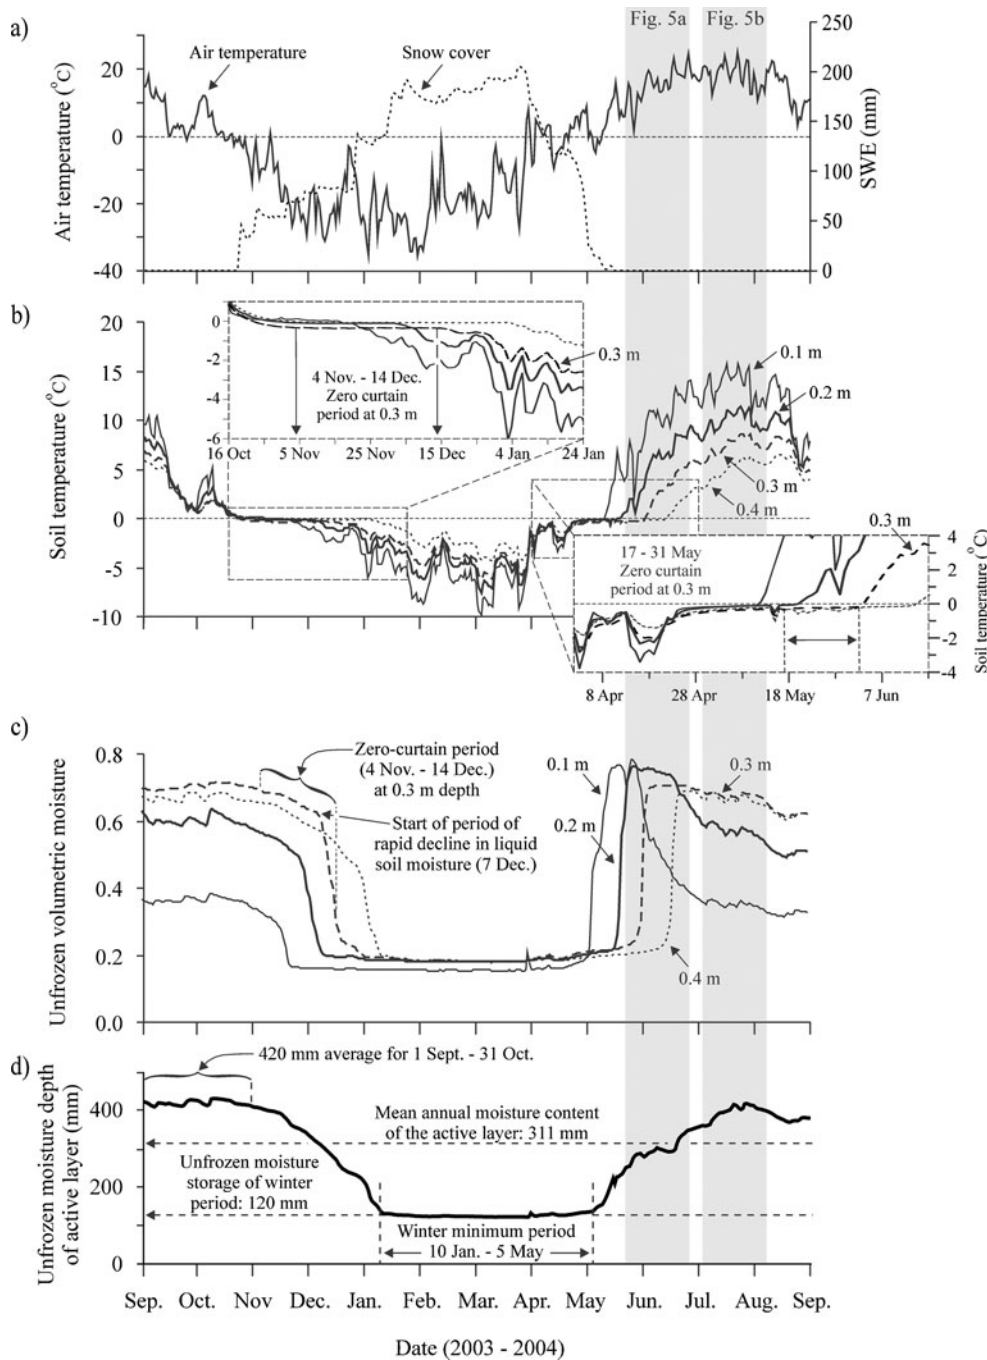 Fig. 5a
Fig. 5b
a)
Air temperature
Snow cover
Air temperature (°C)
20
0
-20
-40
250
200
150
100
50
0
SWE (mm)
b)
Soil temperature (°C)
20
15
10
5
0
-5
-10
0
-2
-4
-6
0.3 m
4 Nov. - 14 Dec.
Zero curtain
period at 0.3 m
16 Oct
5 Nov
25 Nov
15 Dec
4 Jan
24 Jan
0.1 m
0.2 m
0.3 m
0.4 m
0.3 m
17 - 31 May
Zero curtain
period at 0.3 m
4
2
0
-2
-4
Soil temperature (°C)
8 Apr
28 Apr
18 May
7 Jun
c)
Unfrozen volumetric moisture
0.8
0.6
0.4
0.2
0.0
Zero-curtain period
(4 Nov. - 14 Dec.)
at 0.3 m depth
Start of period of
rapid decline in liquid
soil moisture (7 Dec.)
0.1 m
0.2 m
0.3 m
0.4 m
d)
420 mm average for 1 Sept. - 31 Oct.
Unfrozen moisture depth
of active layer (mm)
400
200
0
Mean annual moisture content
of the active layer: 311 mm
Unfrozen moisture
storage of winter
period: 120 mm
Winter minimum period
10 Jan. - 5 May
Sep.
Oct.
Nov
Dec.
Jan.
Feb.
Mar.
Apr.
May
Jun.
Jul.
Aug.
Sep.
Date (2003 - 2004)